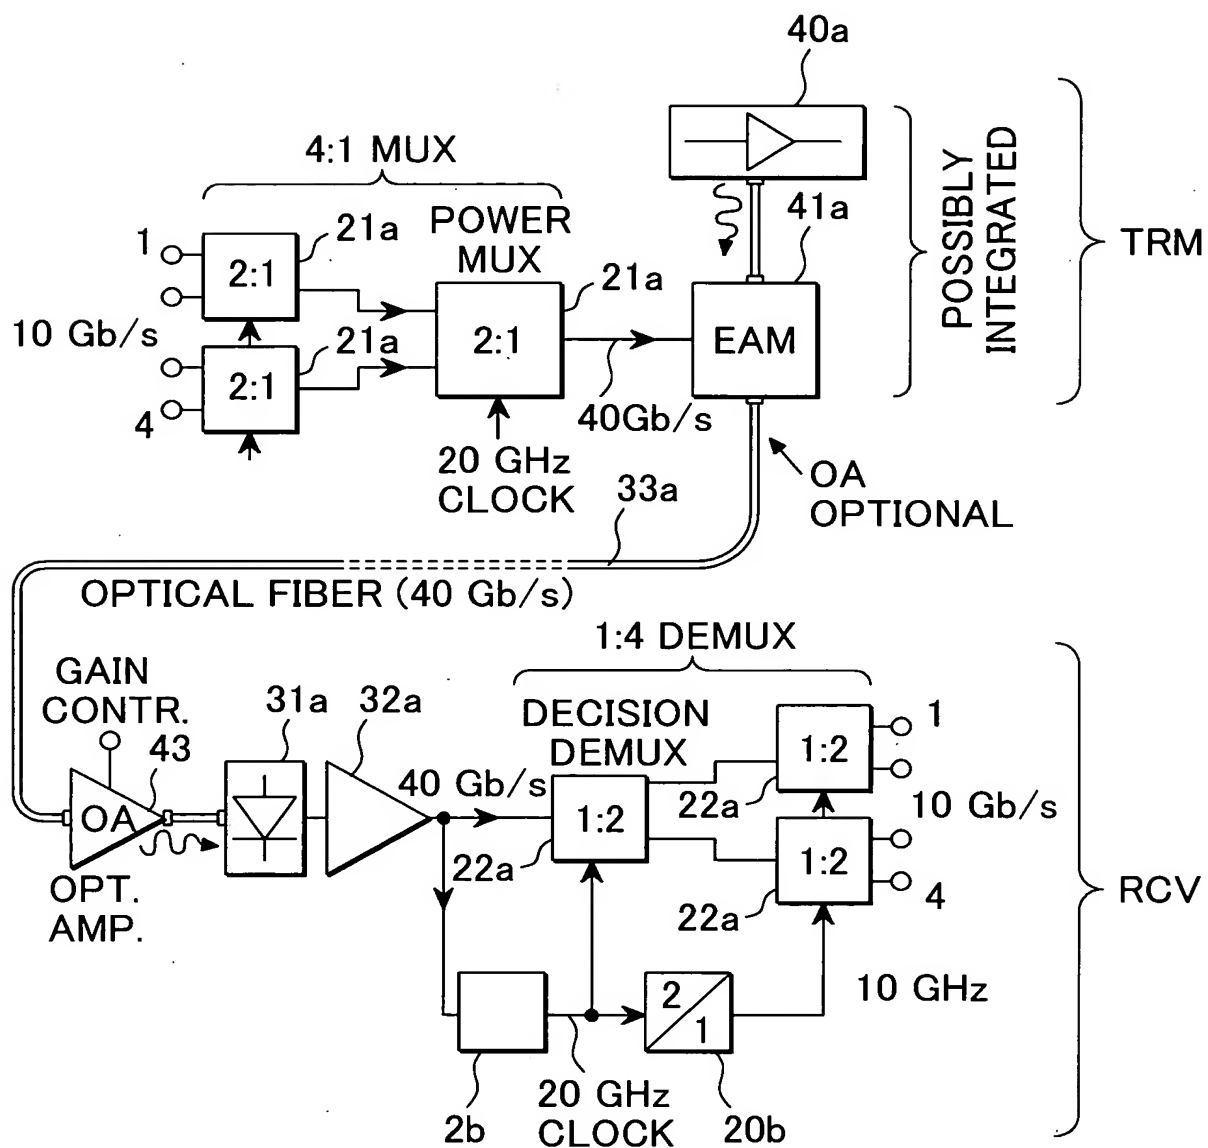 40a
4:1 MUX
POWER
MUX
21a
1
2:1
21a
41a
10 Gb/s
21a
2:1
2:1
EAM
4
40Gb/s
20 GHz
CLOCK
33a
OA
OPTIONAL
POSSIBLY
INTEGRATED
TRM
OPTICAL FIBER (40 Gb/s)
1:4 DEMUX
GAIN
CONTR.
43
31a
32a
DECISION
DEMUX
1
1:2
40 Gb/s
22a
10 Gb/s
OA
1:2
1:2
22a
22a
4
OPT.
AMP.
RCV
10 GHz
2
1
20 GHz
CLOCK
2b
20b